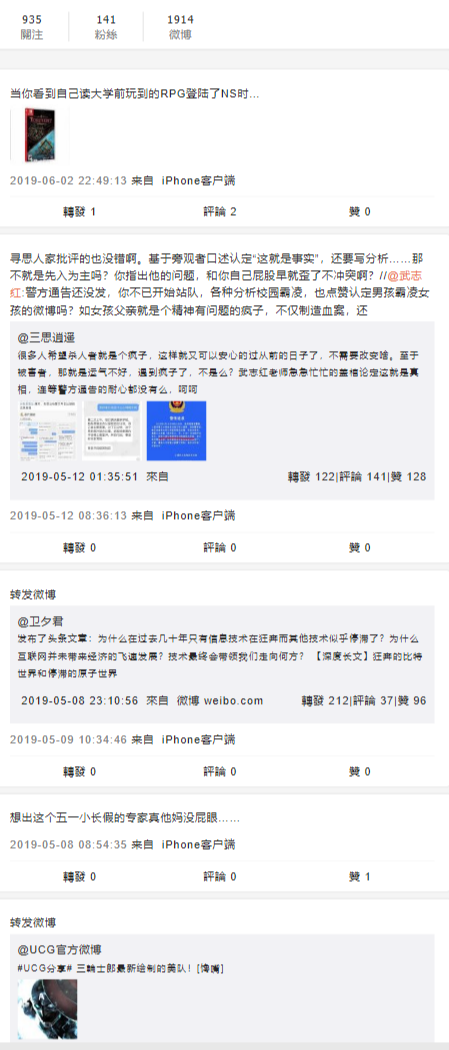 935 141 1914
關注 粉絲 微博
当你看到自己读大学前玩到的RPG登陆了NS时...
2019-06-02 22:49:13 来自 iPhone客户端
轉發 1 評論 2 贊 0
寻思人家批评的也没错啊。基于旁观者口述认定“这就是事实”，还要写分析……那
不就是先入为主吗？你指出他的问题，和你自己屁股早就歪了不冲突啊？//@武志
红:警方通告还没发，你不已开始站队，各种分析校园霸凌，也点赞认定男孩霸凌女
孩的微博吗？如女孩父亲就是个精神有问题的疯子，不仅制造血案，还
@三思逍遥
很多人希望杀人者就是个疯子，这样就又可以安心的过从前的日子了，不需要改变啥。至于
被害者，那就是运气不好，遇到疯子了，不是么？武志红老师急急忙忙的盖棺论定这就是真
相，连等警方通告的耐心都没有么，呵呵
2019-05-12 01:35:51 來自 轉發 122|評論 141|贊 128
2019-05-12 08:36:13 来自 iPhone客户端
轉發 0 評論 0 贊 0
转发微博
@卫夕君
发布了头条文章：为什么在过去几十年只有信息技术在狂奔而其他技术似乎停滞了？为什么
互联网并未带来经济的飞速发展？技术最终会带领我们走向何方？ 【深度长文】狂奔的比特
世界和停滞的原子世界
2019-05-08 23:10:56 來自 微博 weibo.com 轉發 212|評論 37|贊 96
2019-05-09 10:34:46 来自 iPhone客户端
轉發 0 評論 0 贊 0
想出这个五一小长假的专家真他妈没屁眼……
2019-05-08 08:54:35 来自 iPhone客户端
轉發 0 評論 0 贊 1
转发微博
@UCG官方微博
#UCG分享# 三輪士郎最新绘制的美队！[馋嘴]